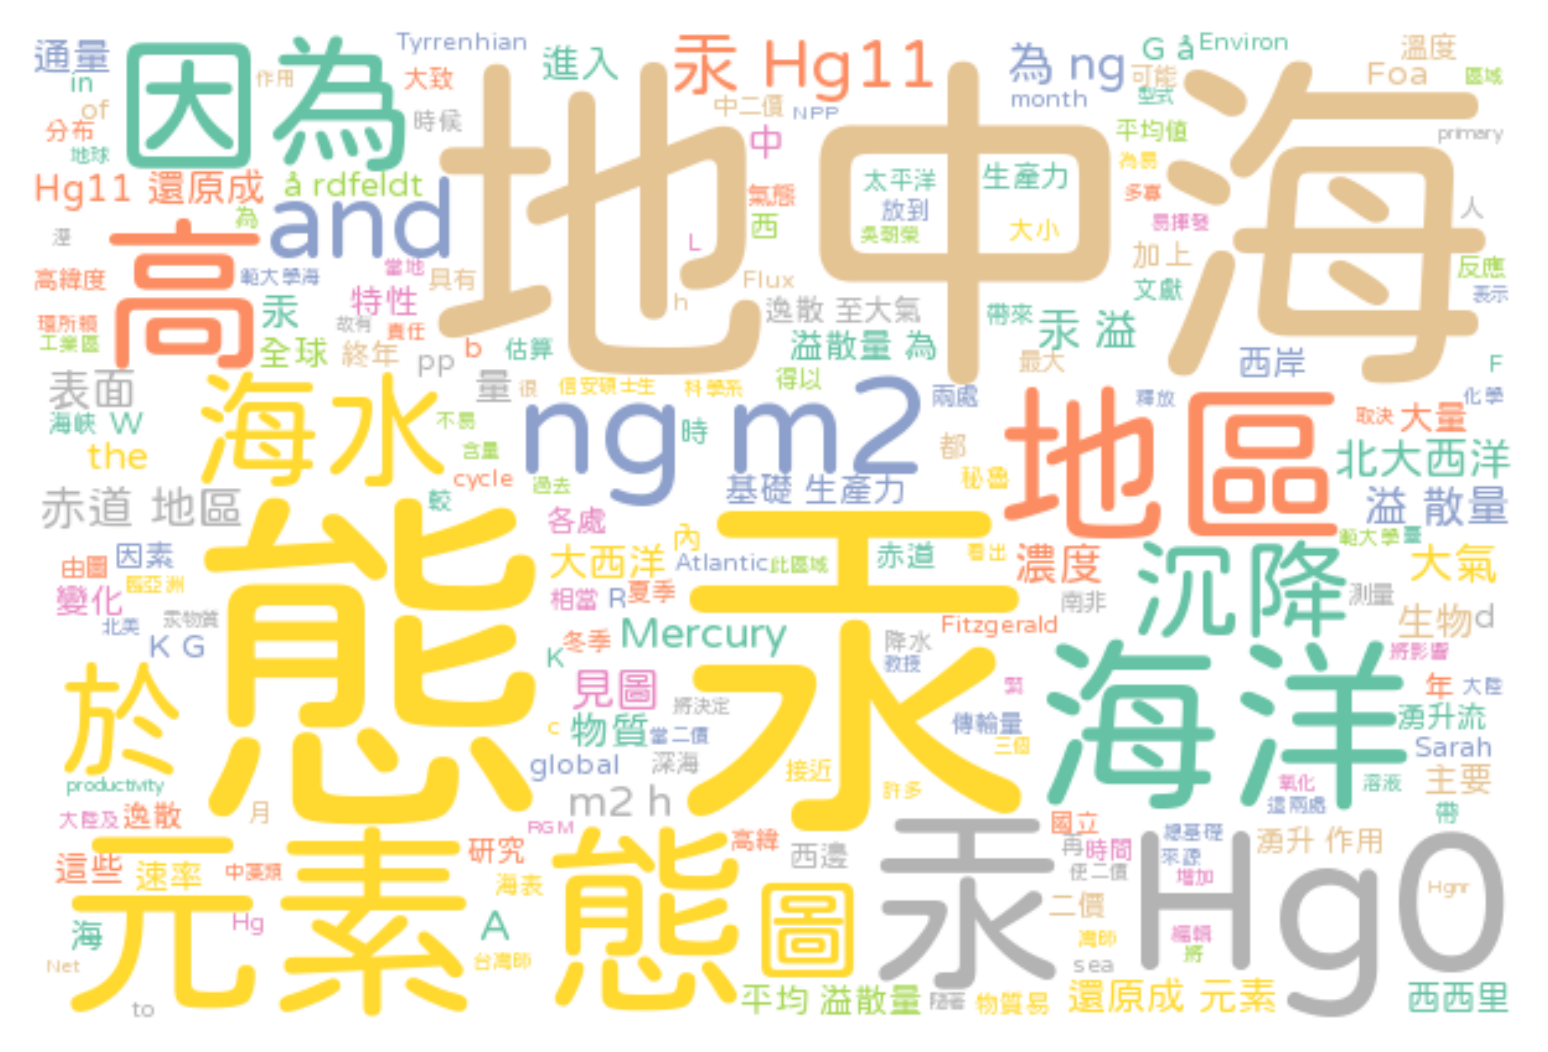 通量
in
of
分布
地球
因為
作用
大致
時候
Tyrrenhian
進入
汞 Hg11
中二價
NPP
中
為 ng
month
可能
型式
G å
Environ
溫度
Foa
區域
primary
平均值
為易
多寡
易揮發
人
地中海
Hg11 還原成
å rdfeldt
and
為
高
高緯度
範大學海
當地
具有
特性
故有
責任
汞
全球
終年
pp
b
估算
氣態
西
L
h
Flux
逸散 至大氣
溢散量 為
太平洋
放到
吳朝榮
生產力
大小
加上
文獻
反應
表示
帶來
汞 溢
最大
西岸
F
化學
工業區
表面
海峽 W
the
海水
不易
含量
cycle
過去
較
量
很
信安碩士生
科學系
得以
ng m2
時
兩處
都
秘魯
基礎 生產力
地區
釋放
取決
大量
北大西洋
溢 散量
範大學
赤道 地區
由圖
因素
變化
北美
汞物質
K G
態汞
各處
大西洋
內
Atlantic
此區域
赤道
看出
濃度
南非
相當
R
夏季
冬季
K
Mercury
降水
教授
Fitzgerald
沉降
測量
大氣
生物
d
將影響
年
大陸
湧升流
Sarah
主要
於
productivity
見圖
將決定
物質
當二價
c
global
深海
m2 h
接近
許多
傳輸量
三個
海洋
氧化
溶液
這兩處
帶
大陸及
逸散
月
這些
速率
中藻類
海
Hg
Net
to
元素態
研究
RGM
海表
A
台灣師
高緯
西邊
圖
國立
再
時間
使二價
二價
總基礎
來源
增加
湧升 作用
汞 Hg0
Hgnr
灣師
編輯
將
sea
平均 溢散量
隨著
物質易
還原成 元素
西西里